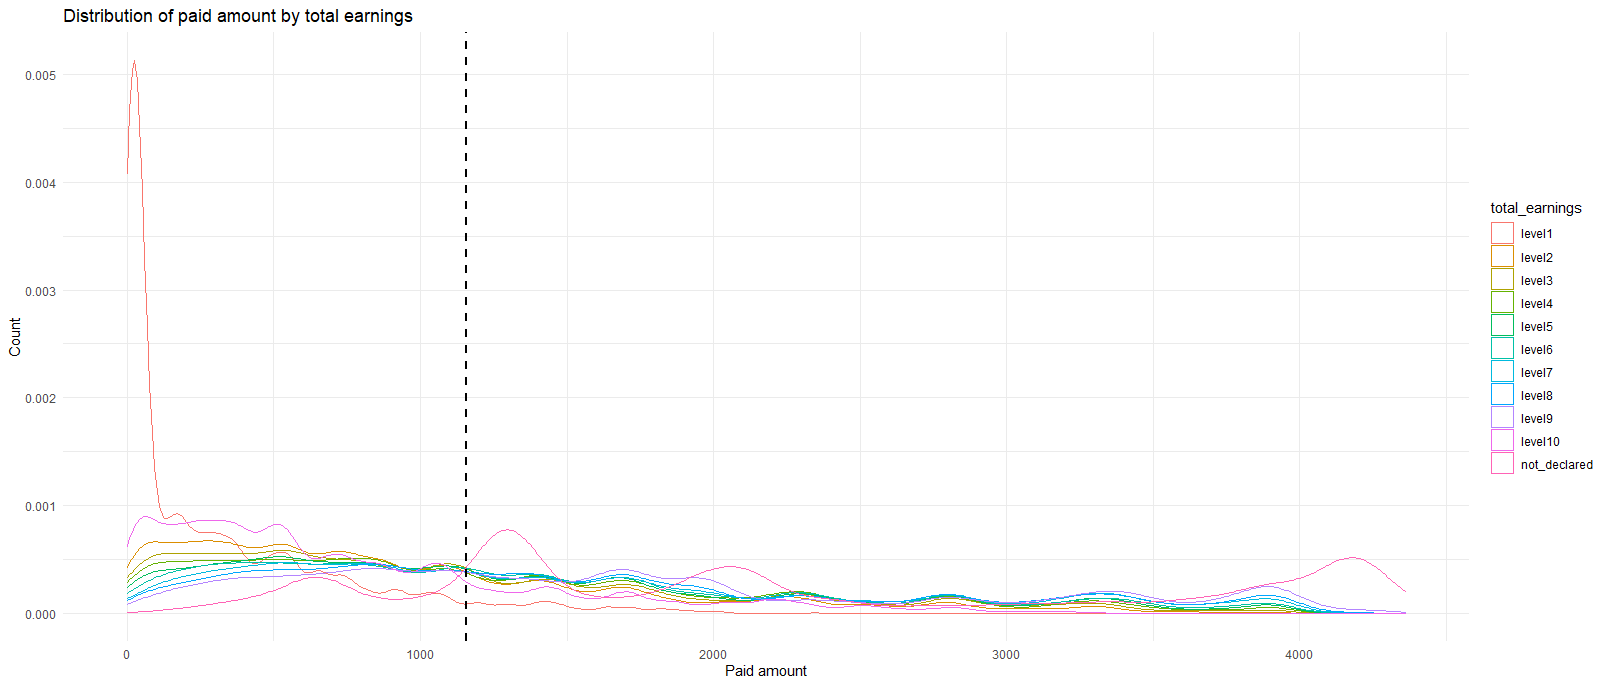 Distribution of paid amount by total earnings
Count
0.005
0.004
0.003
0.002
0.001
0.000
0
1000
2000
3000
4000
Paid amount
total_earnings
level1
level2
level3
level4
level5
level6
level7
level8
level9
level10
not_declared